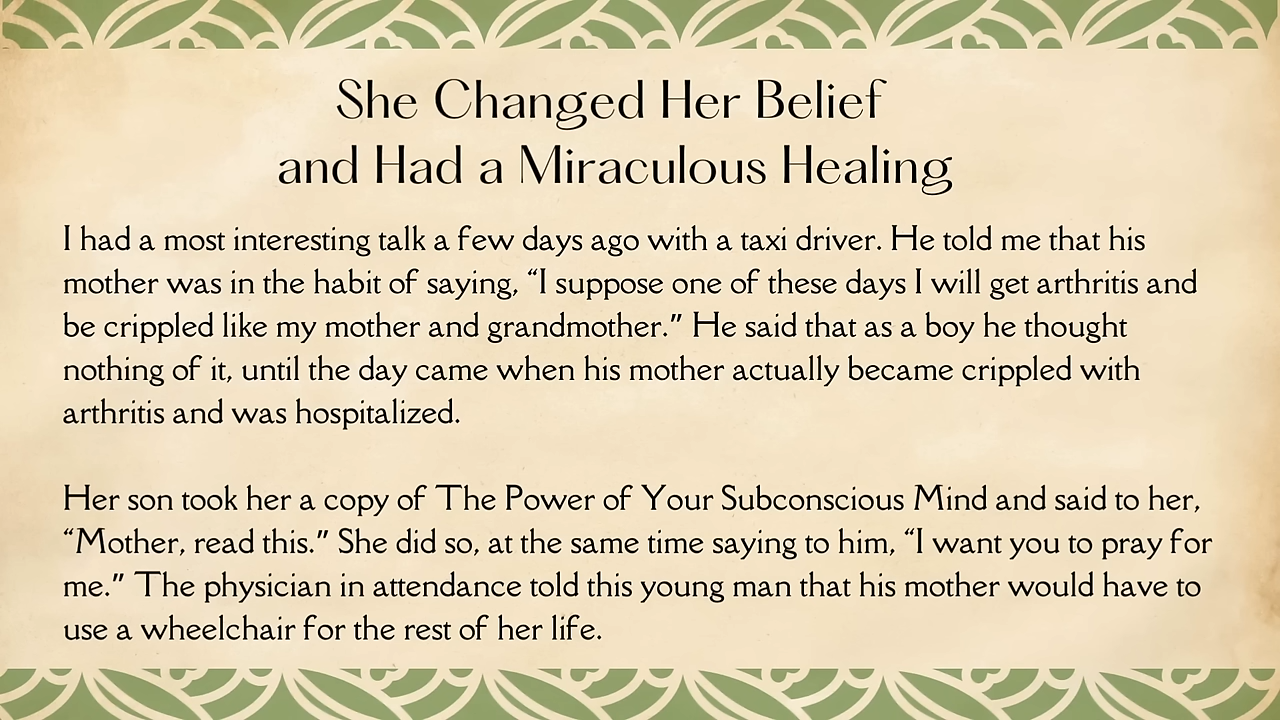 She Changed Her Belief
and Had a Miraculous Healing
I had a most interesting talk a few days ago with a taxi driver. He told me that his
mother was in the habit of saying, “I suppose one of these days I will get arthritis and
be crippled like my mother and grandmother." He said that as a boy he thought
nothing of it, until the day came when his mother actually became crippled with
arthritis and was hospitalized.
Her son took her a copy of The Power of Your Subconscious Mind and said to her,
“Mother, read this." She did so, at the same time saying to him, “I want you to pray for
me." The physician in attendance told this young man that his mother would have to
use a wheelchair for the rest of her life.